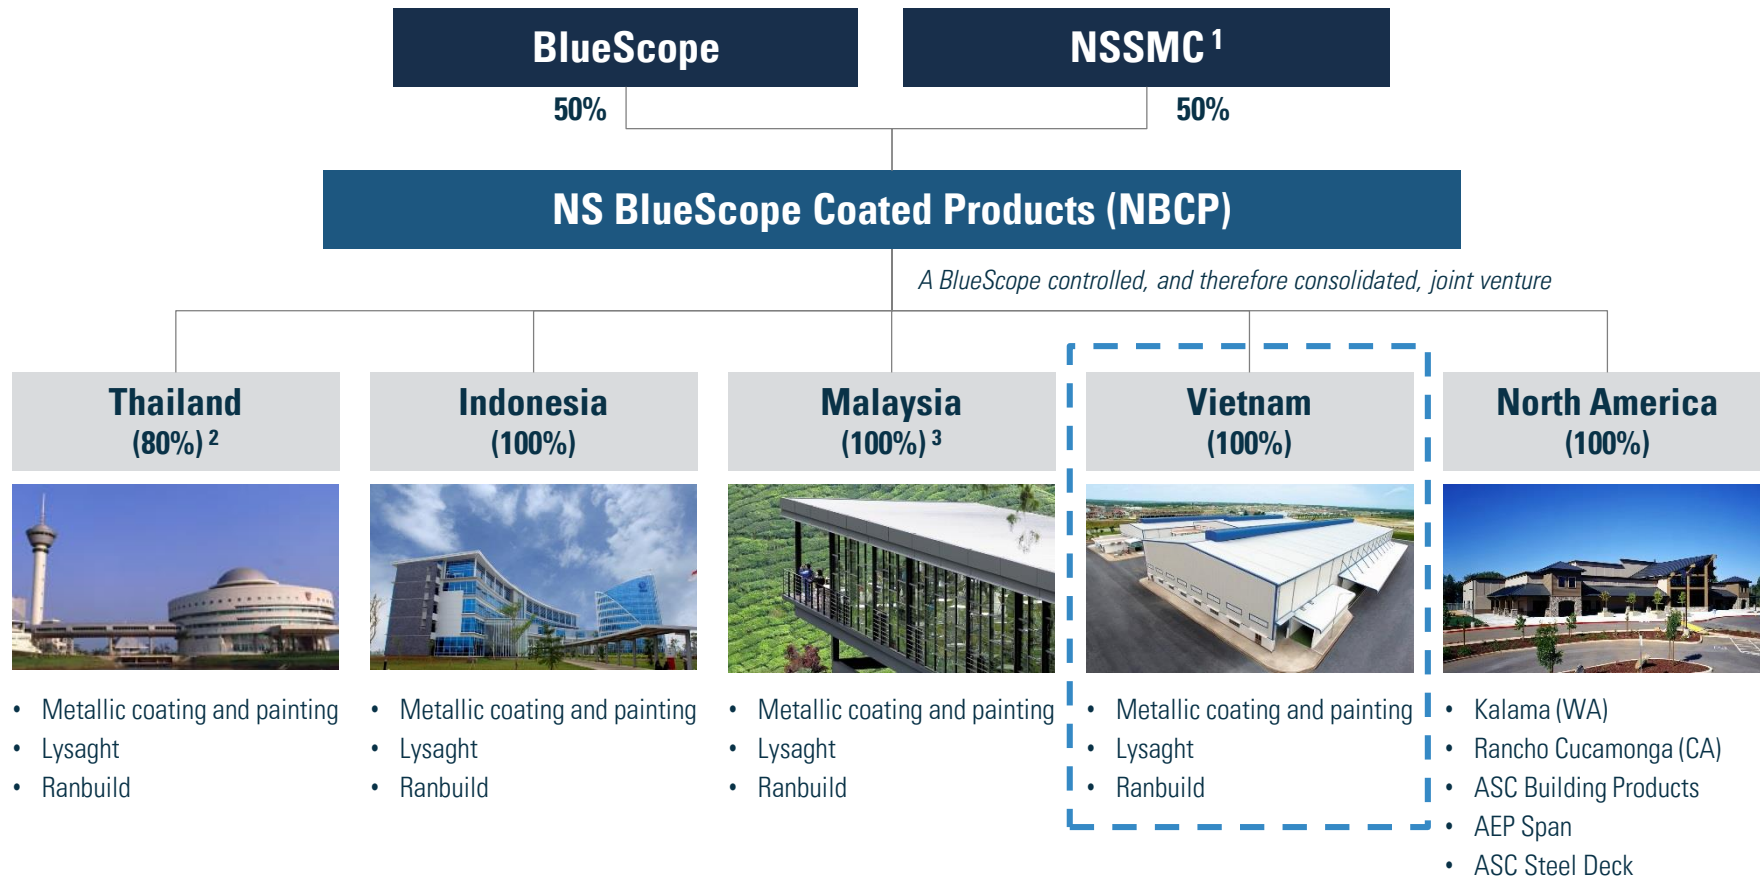 BlueScope
NSSMC 1
50%
50%
NS BlueScope Coated Products (NBCP)
A BlueScope controlled, and therefore consolidated, joint venture
Thailand
(80%) 2
Indonesia
(100%)
Malaysia
(100%) 3
Vietnam
(100%)
North America
(100%)
• Metallic coating and painting
• Lysaght
• Ranbuild
• Metallic coating and painting
• Lysaght
• Ranbuild
• Metallic coating and painting
• Lysaght
• Ranbuild
• Metallic coating and painting
• Lysaght
• Ranbuild
• Kalama (WA)
• Rancho Cucamonga (CA)
• ASC Building Products
• AEP Span
• ASC Steel Deck